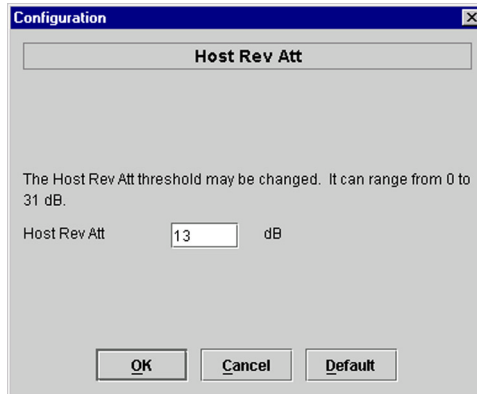 Configuration
Host Rev Att
The Host Rev Att threshold may be changed. It can range from 0 to
31 dB.
Host Rev Att 13 dB
OK Cancel Default